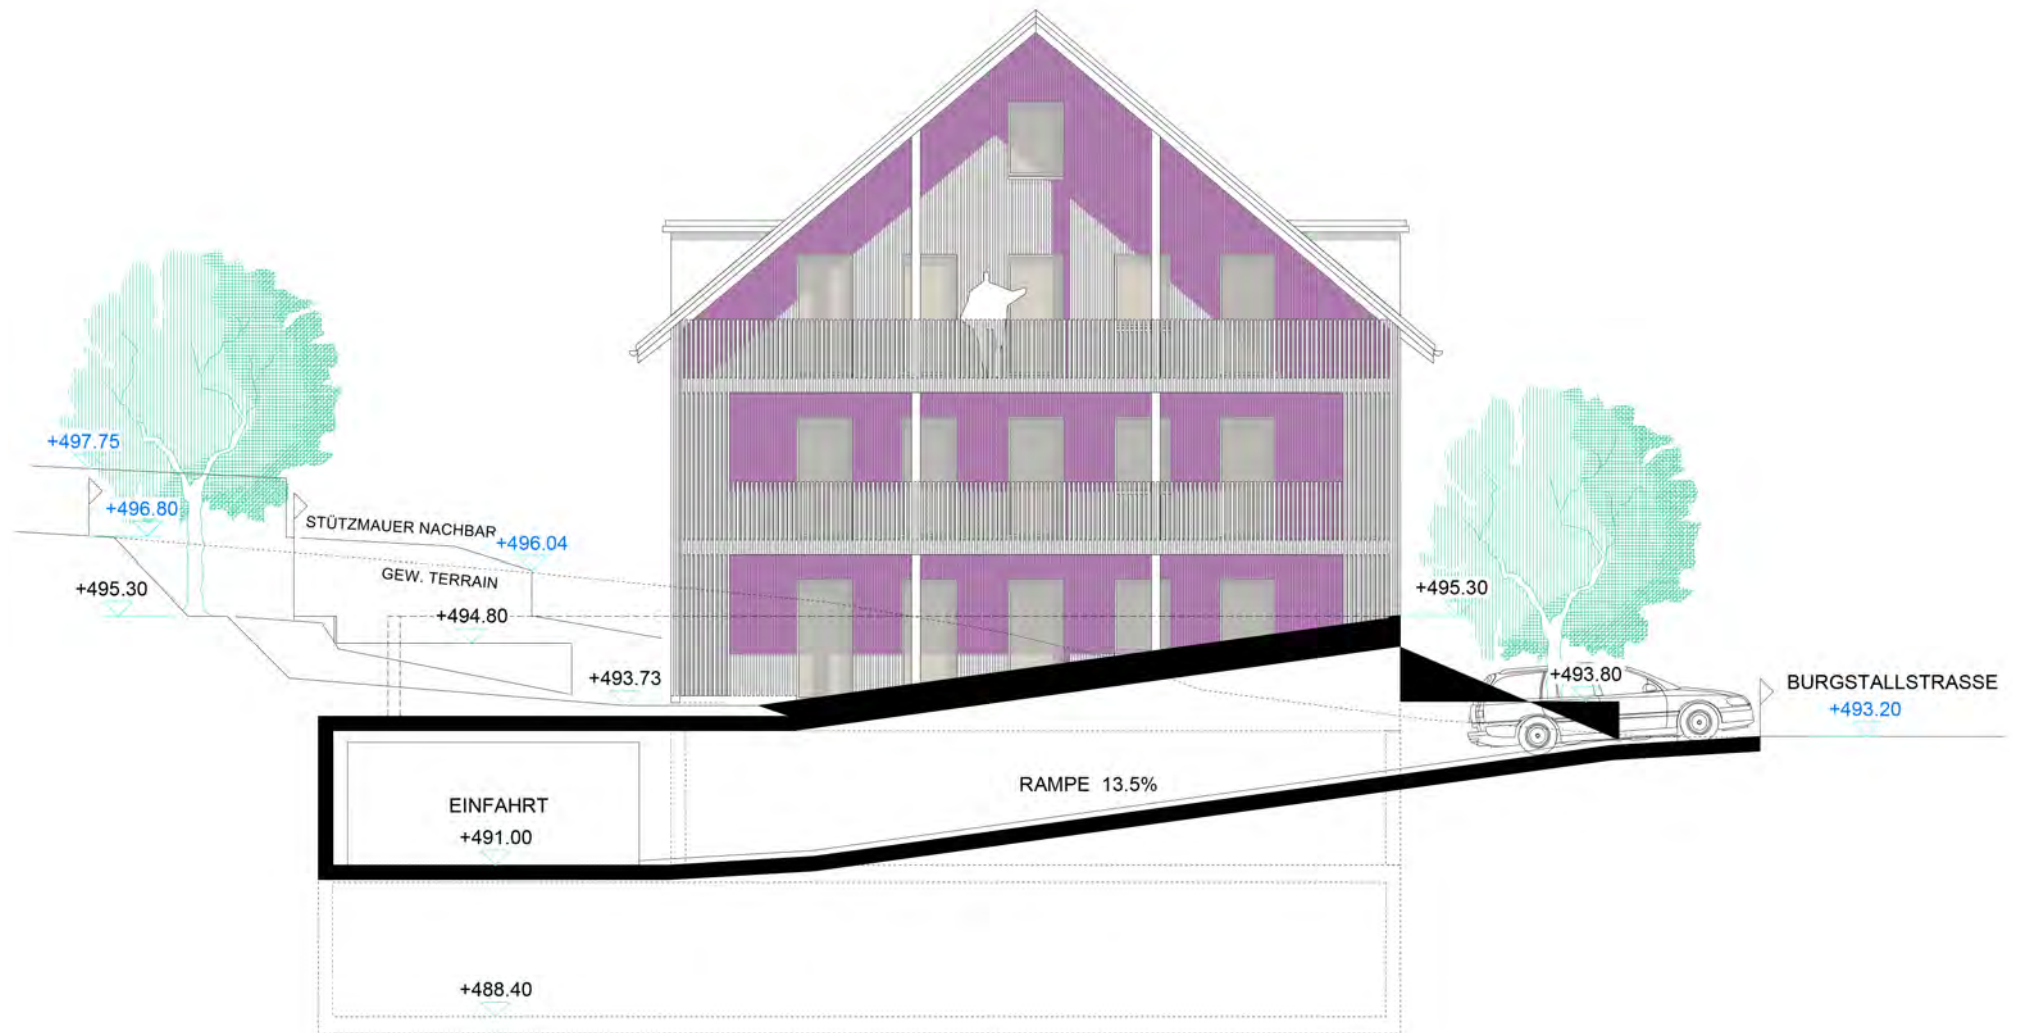 +497.75
+496.80
STÜTZMAUER NACHBAR
+496.04
GEW. TERRAIN
+495.30
+494.80
+493.73
+495.30
+493.80
BURGSTALLSTRASSE
+493.20
RAMPE 13.5%
EINFAHRT
+491.00
+488.40